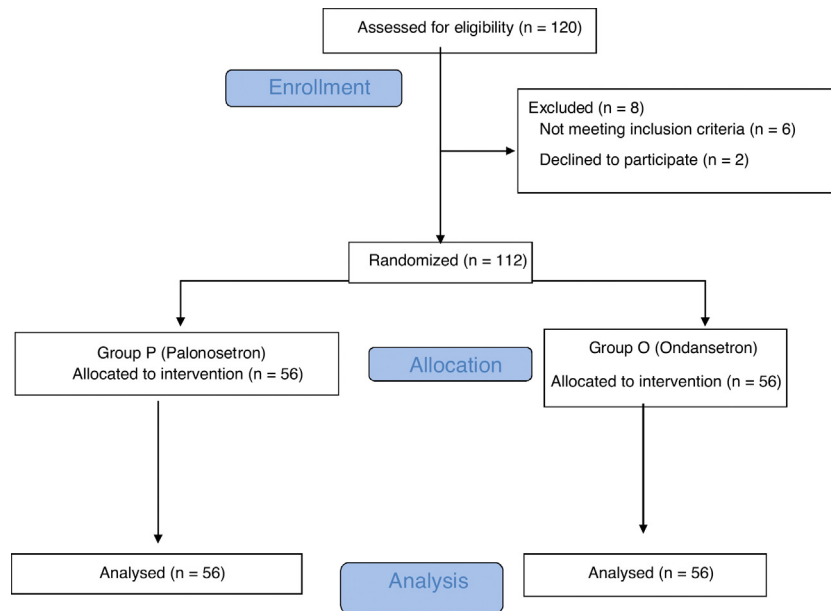 Assessed for eligibility (n = 120)
Enrollment
Excluded (n = 8)
Not meeting inclusion criteria (n = 6)
Declined to participate (n = 2)
Randomized (n = 112)
Group P (Palonosetron)
Allocated to intervention (n = 56)
Allocation
Group O (Ondansetron)
Allocated to intervention (n = 56)
Analysed (n = 56)
Analysis
Analysed (n = 56)